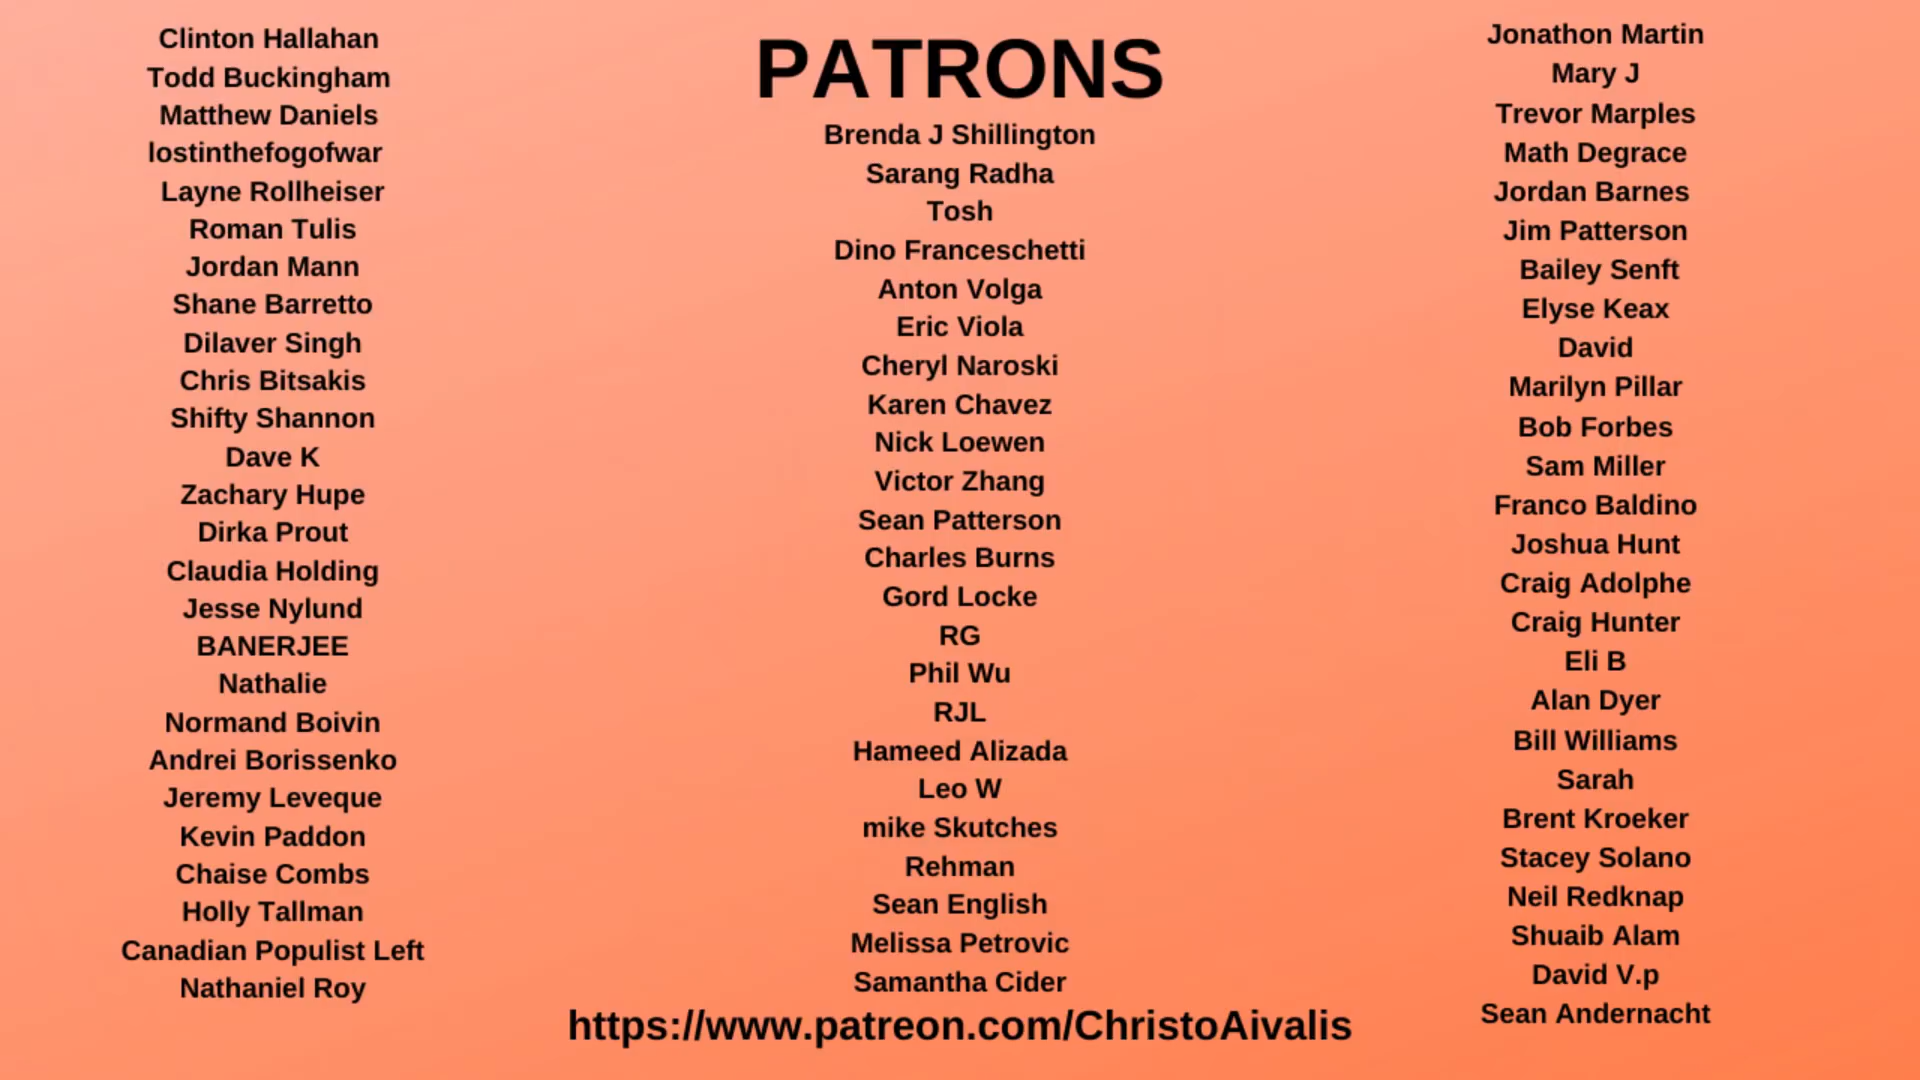 Clinton Hallahan
Todd Buckingham
Matthew Daniels
lostinthefogofwar
Layne Rollheiser
Roman Tulis
Jordan Mann
Shane Barretto
Dilaver Singh
Chris Bitsakis
Shifty Shannon
Dave K
Zachary Hupe
Dirka Prout
Claudia Holding
Jesse Nylund
BANERJEE
Nathalie
Normand Boivin
Andrei Borissenko
Jeremy Leveque
Kevin Paddon
Chaise Combs
Holly Tallman
Canadian Populist Left
Nathaniel Roy
PATRONS
Brenda J Shillington
Sarang Radha
Tosh
Dino Franceschetti
Anton Volga
Eric Viola
Cheryl Naroski
Karen Chavez
Nick Loewen
Victor Zhang
Sean Patterson
Charles Burns
Gord Locke
RG
Phil Wu
RJL
Hameed Alizada
Leo W
mike Skutches
Rehman
Sean English
Melissa Petrovic
Samantha Cider
https://www.patreon.com/ChristoAivalis
Jonathon Martin
Mary J
Trevor Marples
Math Degrace
Jordan Barnes
Jim Patterson
Bailey Senft
Elyse Keax
David
Marilyn Pillar
Bob Forbes
Sam Miller
Franco Baldino
Joshua Hunt
Craig Adolphe
Craig Hunter
Eli B
Alan Dyer
Bill Williams
Sarah
Brent Kroeker
Stacey Solano
Neil Redknap
Shuaib Alam
David V.p
Sean Andernacht